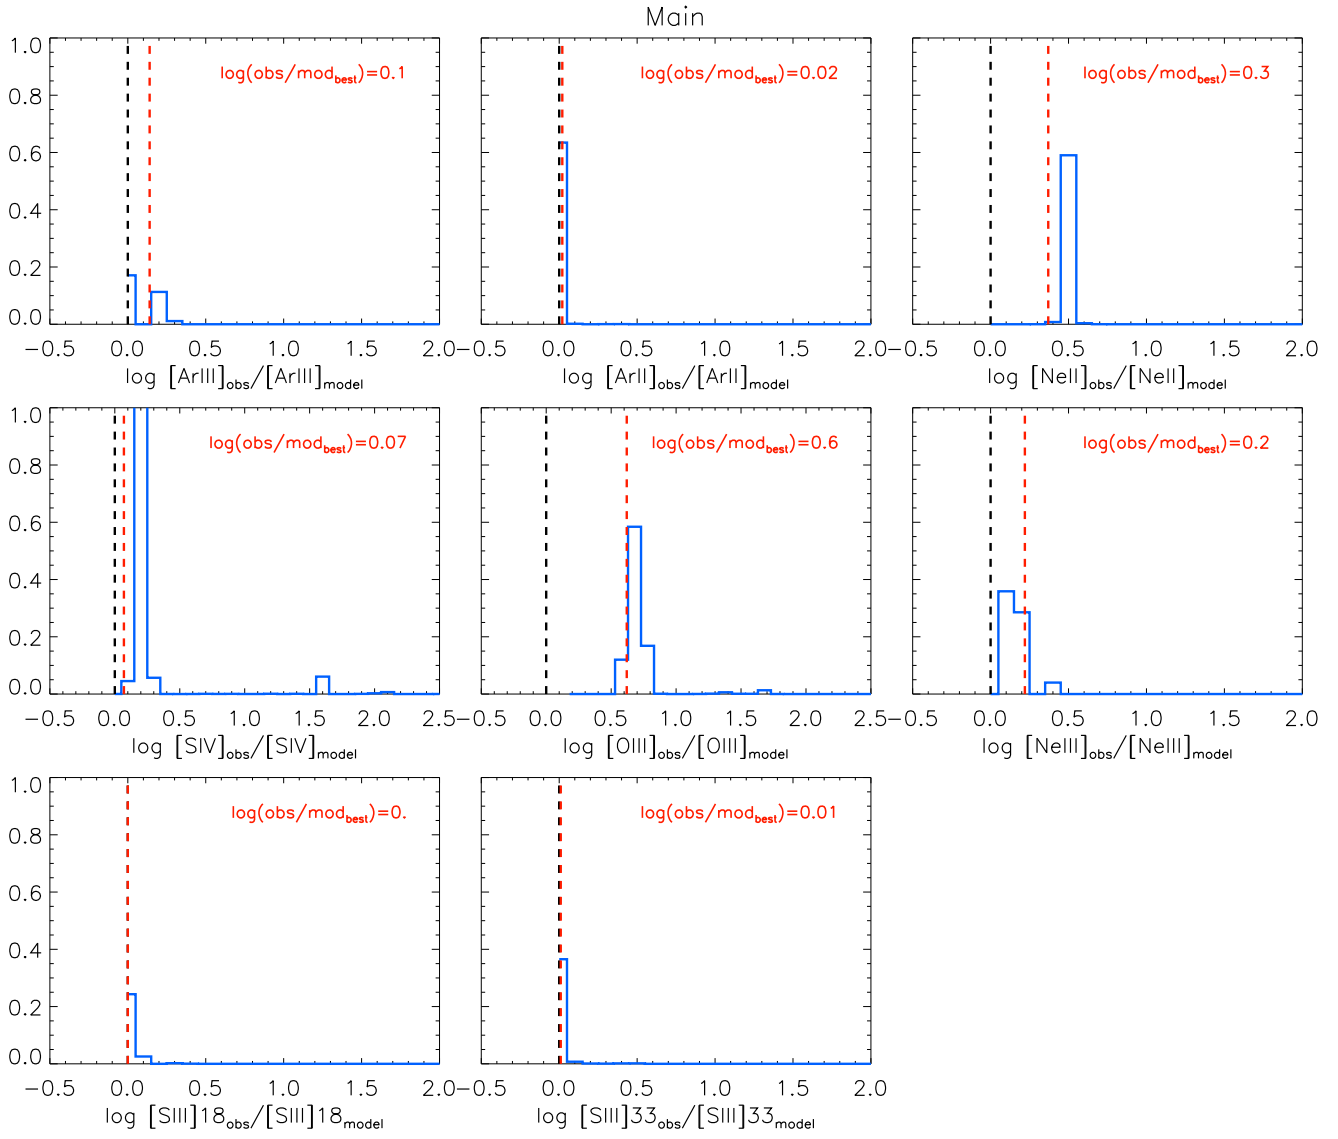 Main
log(obs/mod_best)=0.1
log(obs/mod_best)=0.02
log(obs/mod_best)=0.3
1.0
0.8
0.6
0.4
0.2
0.0
−0.5 0.0 0.5 1.0 1.5 2.0
−0.5 0.0 0.5 1.0 1.5 2.0
−0.5 0.0 0.5 1.0 1.5 2.0
log [ArIII]obs/[ArIII]model
log [ArII]obs/[ArII]model
log [NeII]obs/[NeII]model
log(obs/mod_best)=0.07
log(obs/mod_best)=0.6
log(obs/mod_best)=0.2
1.0
0.8
0.6
0.4
0.2
0.0
−0.5 0.0 0.5 1.0 1.5 2.0 2.5
−0.5 0.0 0.5 1.0 1.5 2.0 2.5
−0.5 0.0 0.5 1.0 1.5 2.0
log [SIV]obs/[SIV]model
log [OIII]obs/[OIII]model
log [NeIII]obs/[NeIII]model
log(obs/mod_best)=0.
log(obs/mod_best)=0.01
1.0
0.8
0.6
0.4
0.2
0.0
−0.5 0.0 0.5 1.0 1.5 2.0
−0.5 0.0 0.5 1.0 1.5 2.0
log [SIII]18obs/[SIII]18model
log [SIII]33obs/[SIII]33model